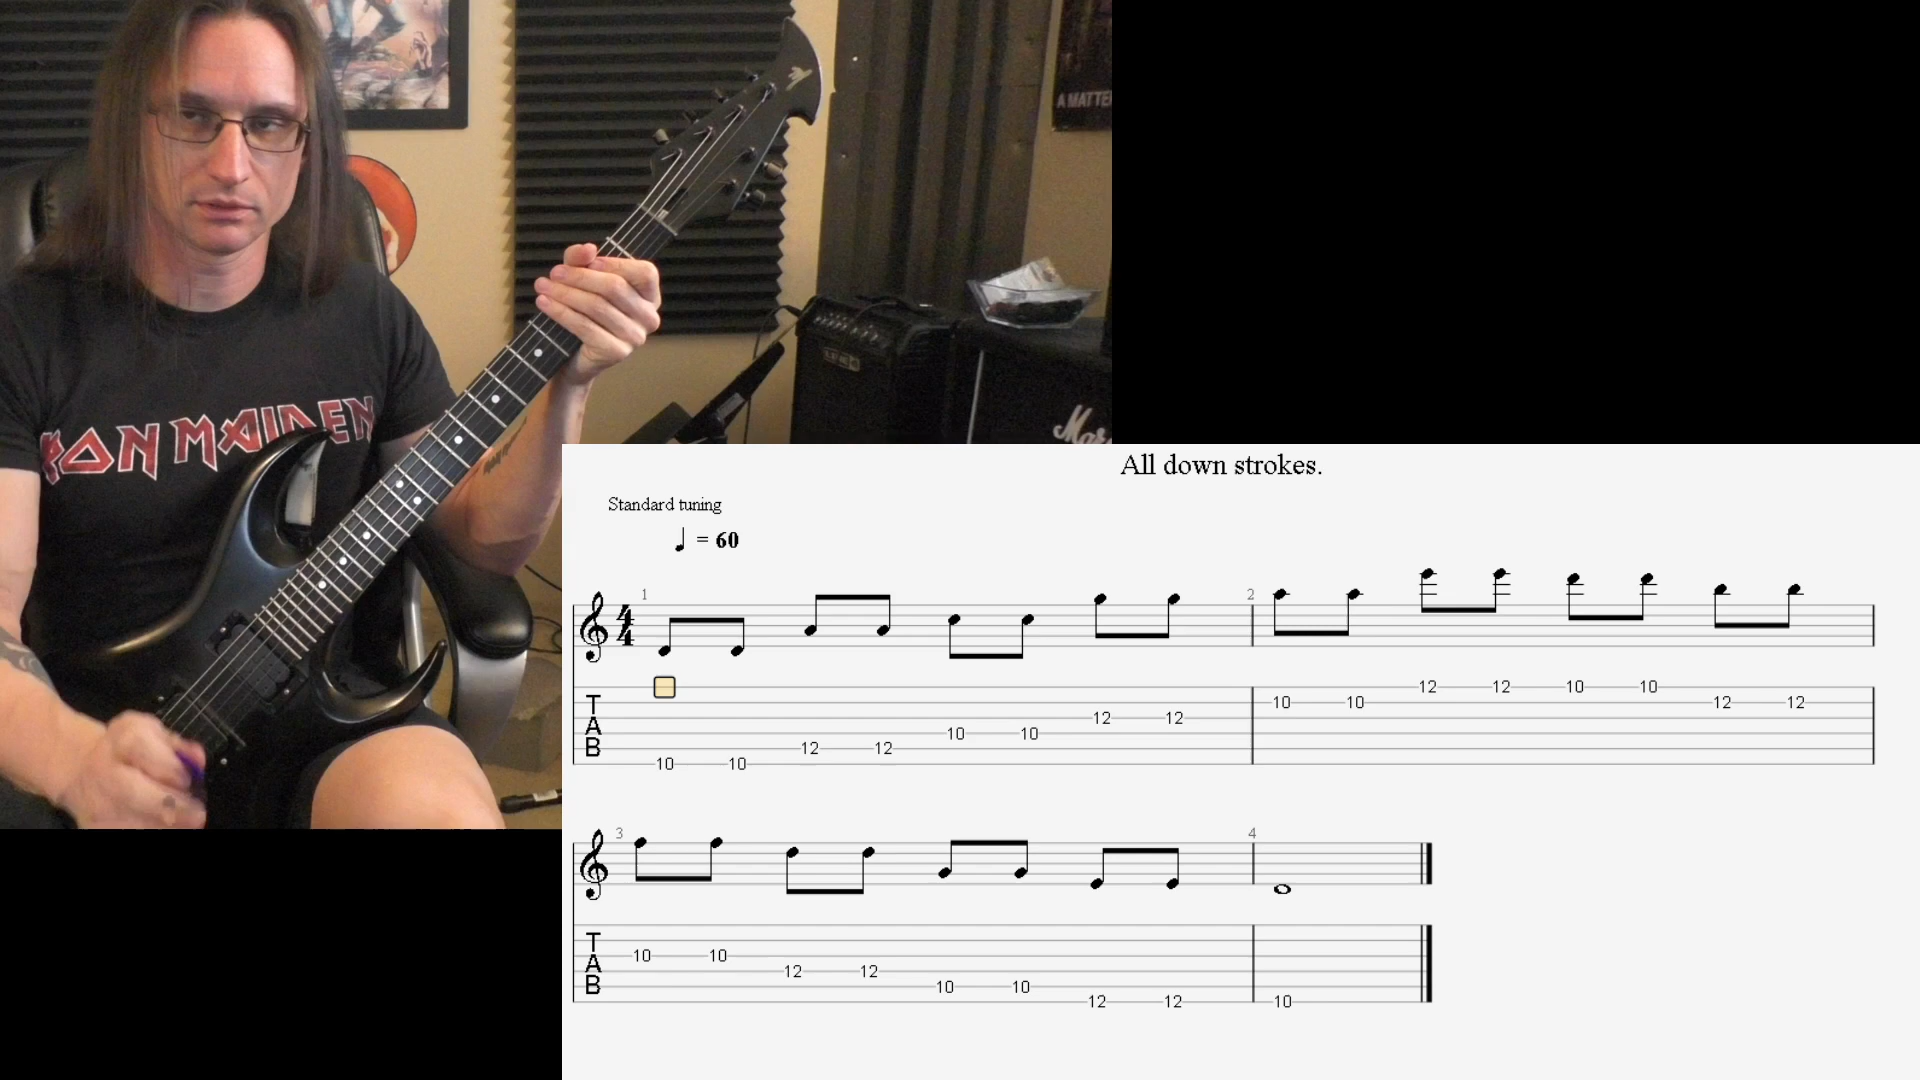 A MATTE
IRON MAIDEN
All down strokes.
Standard tuning
= 60
1
2
4
4
T
A
B
10 10 12 12 10 10 12 12 10 10 12 12 10 10 12 12
3
4
T
A
B
10 10 12 12 10 10 12 12 10